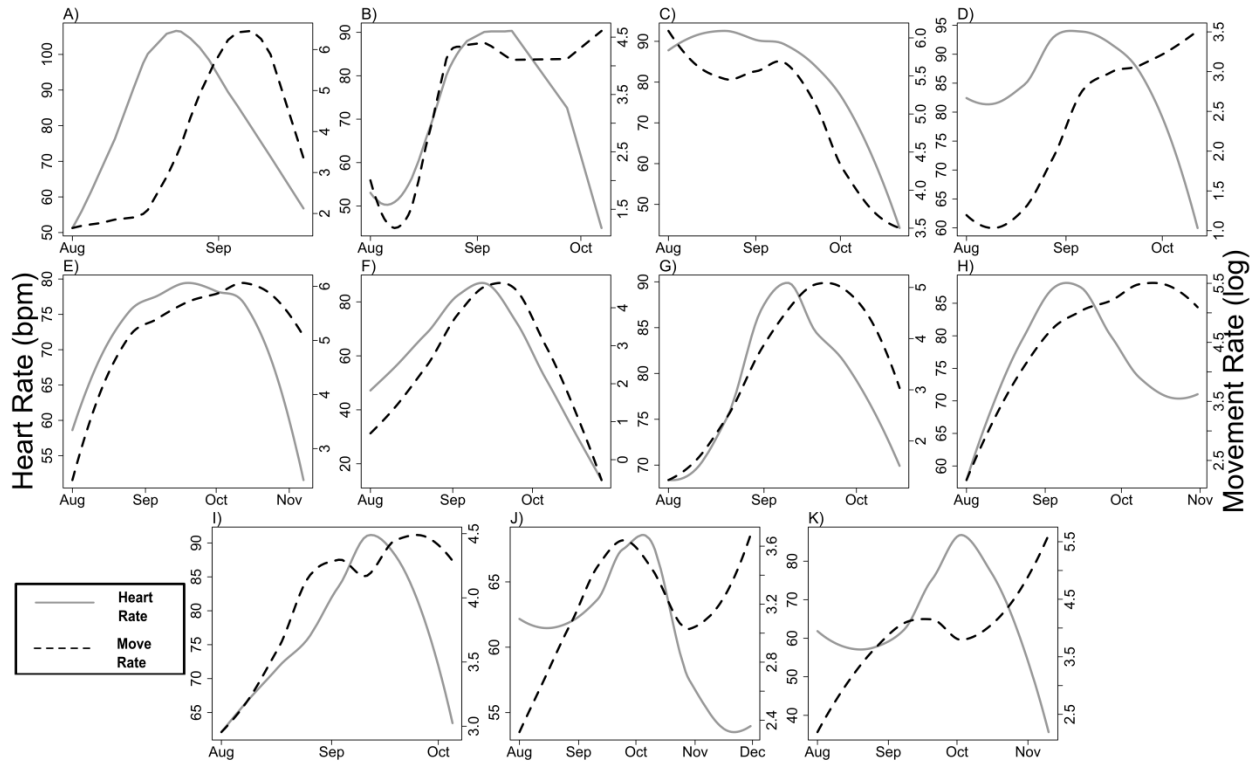 A)
B)
C)
D)
100
90
80
70
60
50
6
5
4
3
2
Aug
Sep
90
80
70
60
50
4.5
3.5
2.5
1.5
Aug
Sep
Oct
90
80
70
60
50
6.0
5.5
5.0
4.5
4.0
3.5
Aug
Sep
Oct
95
90
85
80
75
70
65
60
3.5
3.0
2.5
2.0
1.5
1.0
Aug
Sep
Oct
Heart Rate (bpm)
E)
F)
G)
H)
80
75
70
65
60
55
6
5
4
3
Aug
Sep
Oct
Nov
80
60
40
20
4
3
2
1
0
Aug
Sep
Oct
90
85
80
75
70
5
4
3
2
Aug
Sep
Oct
85
80
75
70
65
60
5.5
4.5
3.5
2.5
Aug
Sep
Oct
Nov
Movement Rate (log)
Heart
Rate
Move
Rate
I)
J)
K)
90
85
80
75
70
65
4.5
4.0
3.5
3.0
Aug
Sep
Oct
65
60
55
3.6
3.2
2.8
2.4
Aug
Sep
Oct
Nov
Dec
80
70
60
50
40
5.5
4.5
3.5
2.5
Aug
Sep
Oct
Nov